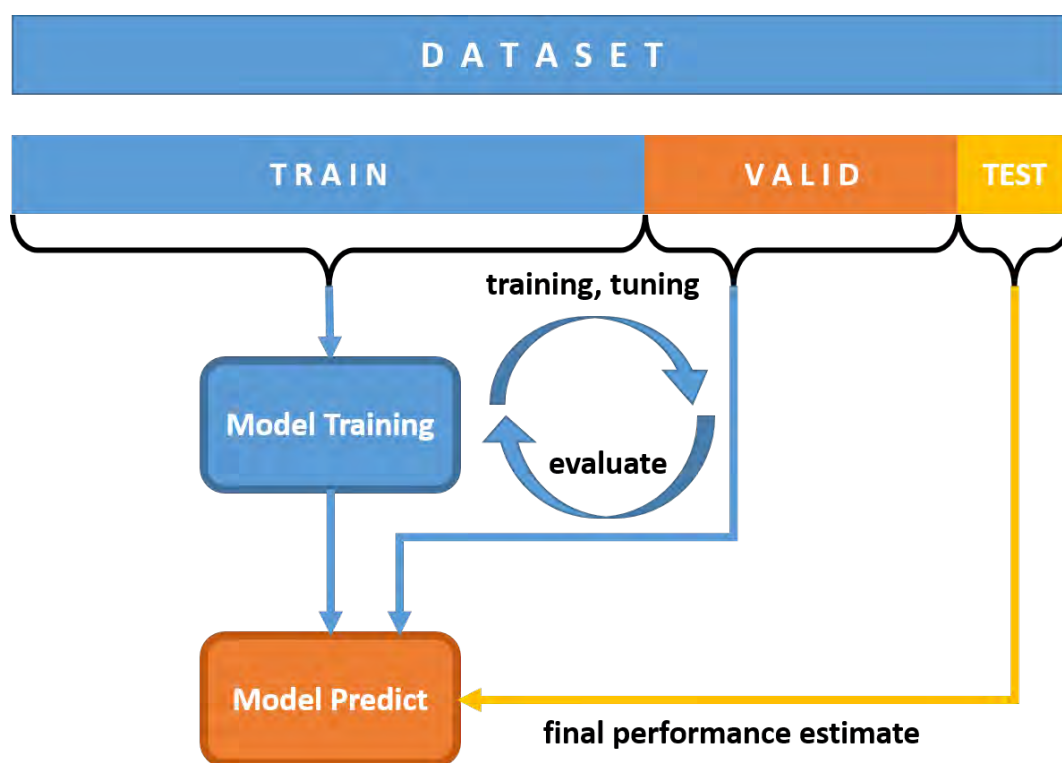 DATASET
TRAIN VALID TEST
training, tuning
Model Training
evaluate
Model Predict
final performance estimate